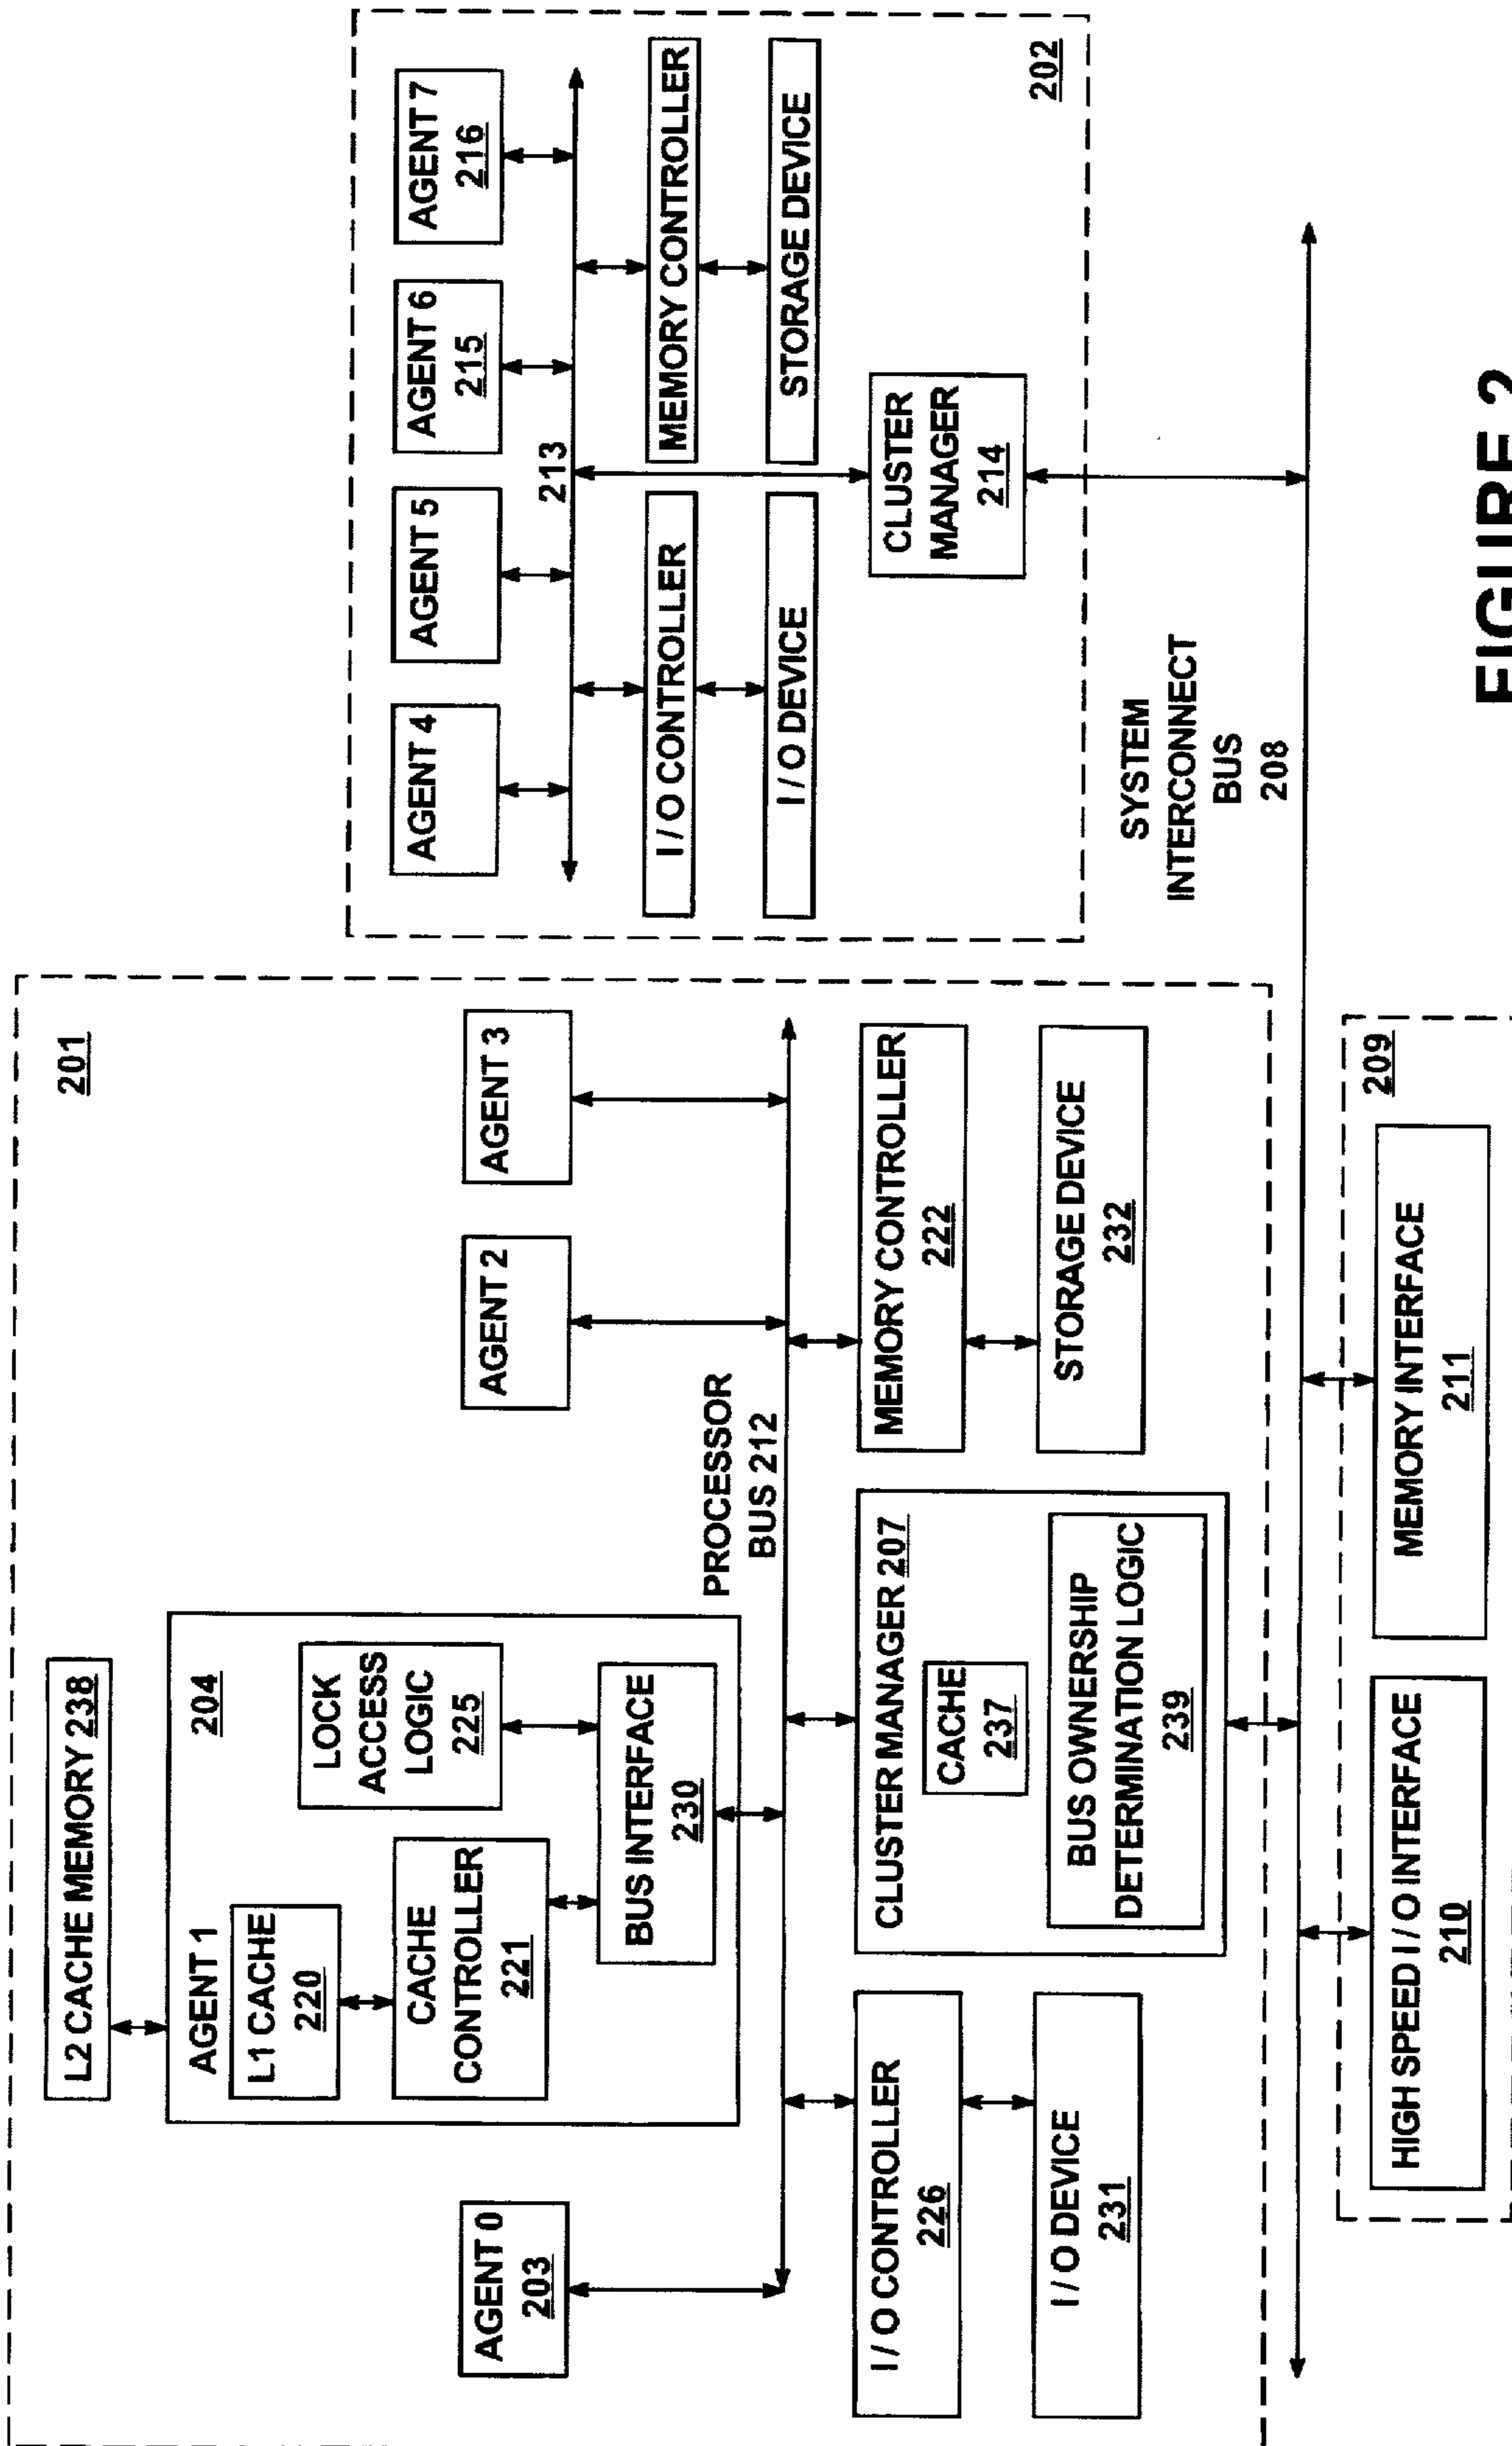 201
L2 CACHE MEMORY 238
AGENT 1
204
L1 CACHE
220
LOCK
ACCESS
LOGIC
225
CACHE
CONTROLLER
221
BUS INTERFACE
230
AGENT 0
203
AGENT 2
AGENT 3
PROCESSOR
BUS 212
I / O CONTROLLER
226
I / O DEVICE
231
CLUSTER MANAGER 207
CACHE
237
BUS OWNERSHIP
DETERMINATION LOGIC
239
MEMORY CONTROLLER
222
STORAGE DEVICE
232
AGENT 4
AGENT 5
AGENT 6
215
AGENT 7
216
213
I / O CONTROLLER
MEMORY CONTROLLER
I / O DEVICE
STORAGE DEVICE
CLUSTER
MANAGER
214
202
SYSTEM
INTERCONNECT
BUS
208
209
HIGH SPEED I / O INTERFACE
210
MEMORY INTERFACE
211
FIGURE 2